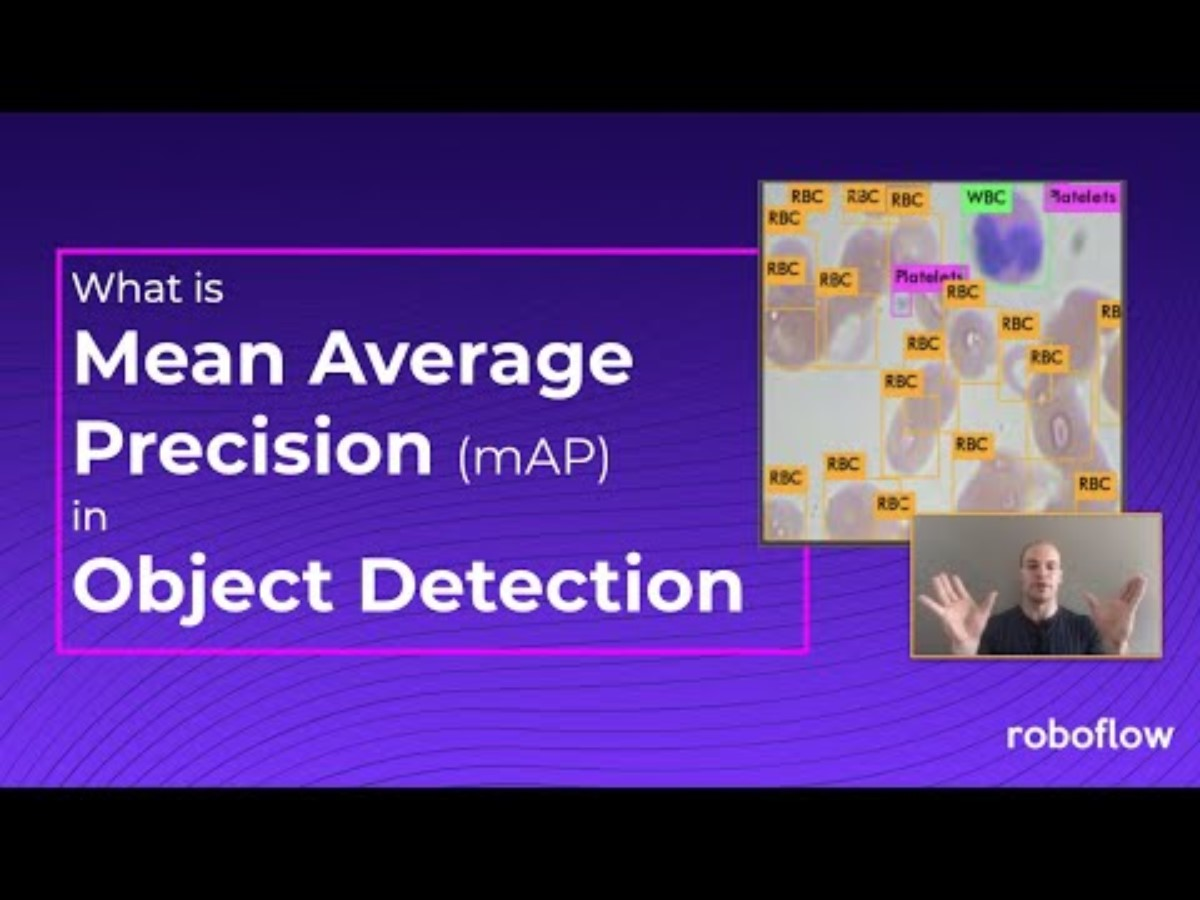 What is
Mean Average
Precision (mAP)
in
Object Detection
RBC
RBC
RBC
WBC
Platelets
RBC
RBC
RBC
Platelets
RBC
RB
RBC
RBC
RBC
RBC
RBC
RBC
RBC
RBC
RBC
roboflow